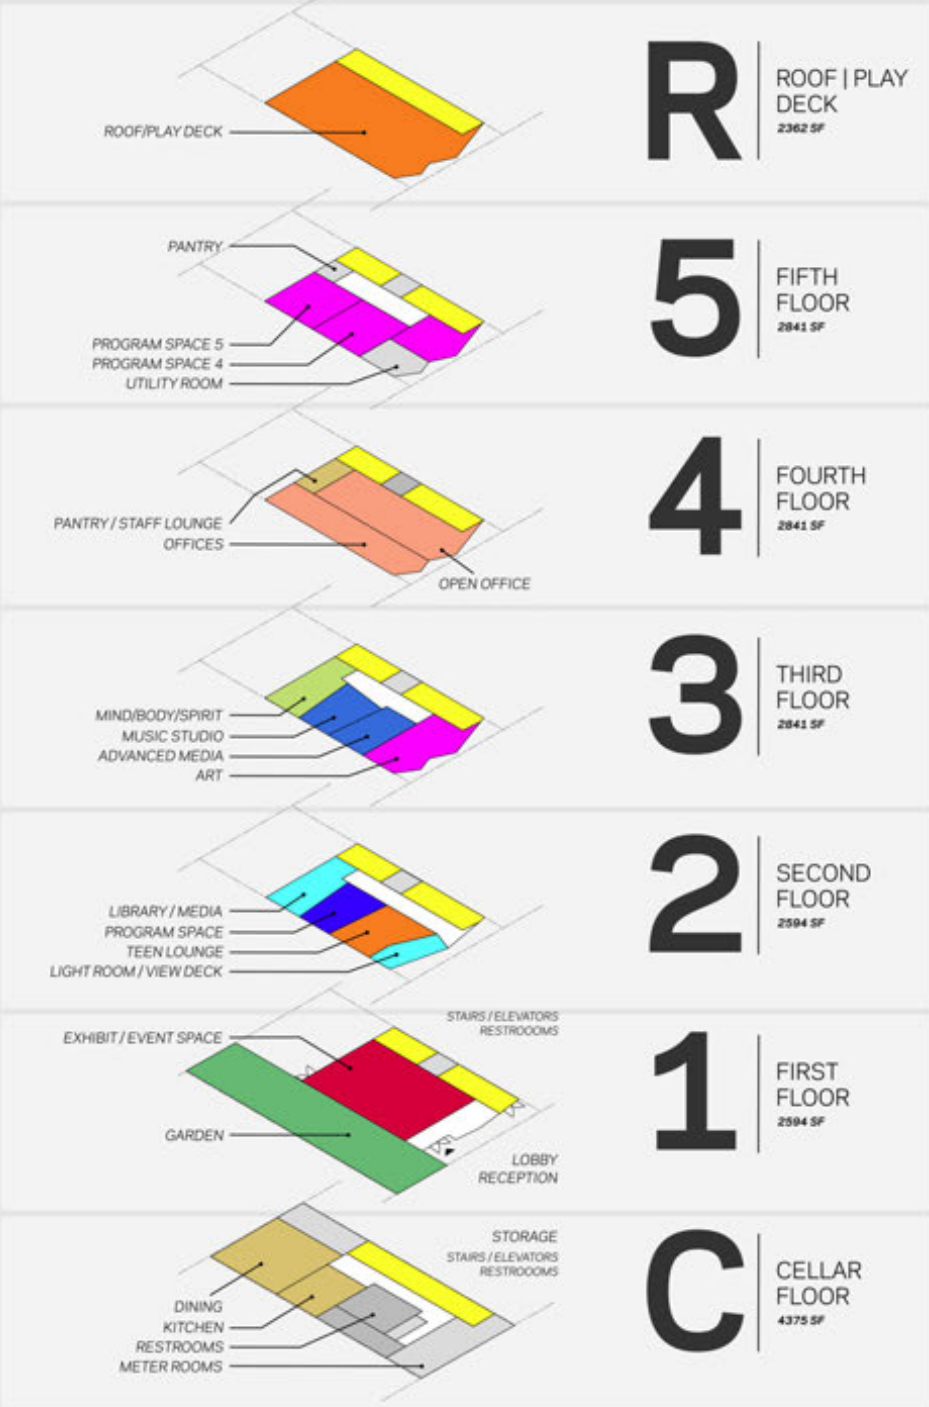 ROOF/PLAY DECK
R
ROOF | PLAY
DECK
2362 SF
PANTRY
PROGRAM SPACE 5
PROGRAM SPACE 4
UTILITY ROOM
5
FIFTH
FLOOR
2841 SF
PANTRY / STAFF LOUNGE
OFFICES
OPEN OFFICE
4
FOURTH
FLOOR
2841 SF
MIND/BODY/SPIRIT
MUSIC STUDIO
ADVANCED MEDIA
ART
3
THIRD
FLOOR
2841 SF
LIBRARY / MEDIA
PROGRAM SPACE
TEEN LOUNGE
LIGHT ROOM / VIEW DECK
2
SECOND
FLOOR
2594 SF
STAIRS / ELEVATORS
RESTROOOMS
EXHIBIT / EVENT SPACE
GARDEN
LOBBY
RECEPTION
1
FIRST
FLOOR
2594 SF
STORAGE
STAIRS / ELEVATORS
RESTROOOMS
DINING
KITCHEN
RESTROOMS
METER ROOMS
C
CELLAR
FLOOR
4375 SF